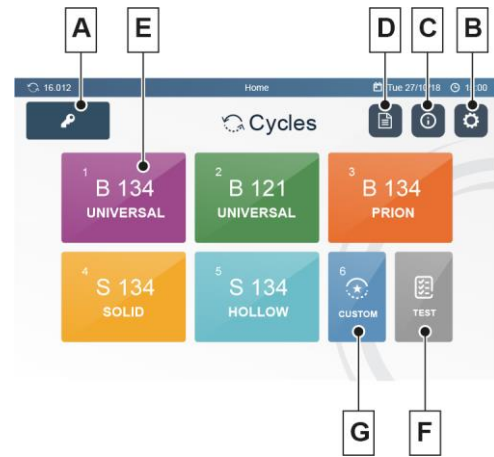 A E D C B
16.012 Home Tue 27/10/18
Cycles
1 2 3
B 134 B 121 B 134
UNIVERSAL UNIVERSAL PRION
4 5 6
S 134 S 134
SOLID HOLLOW CUSTOM TEST
G F